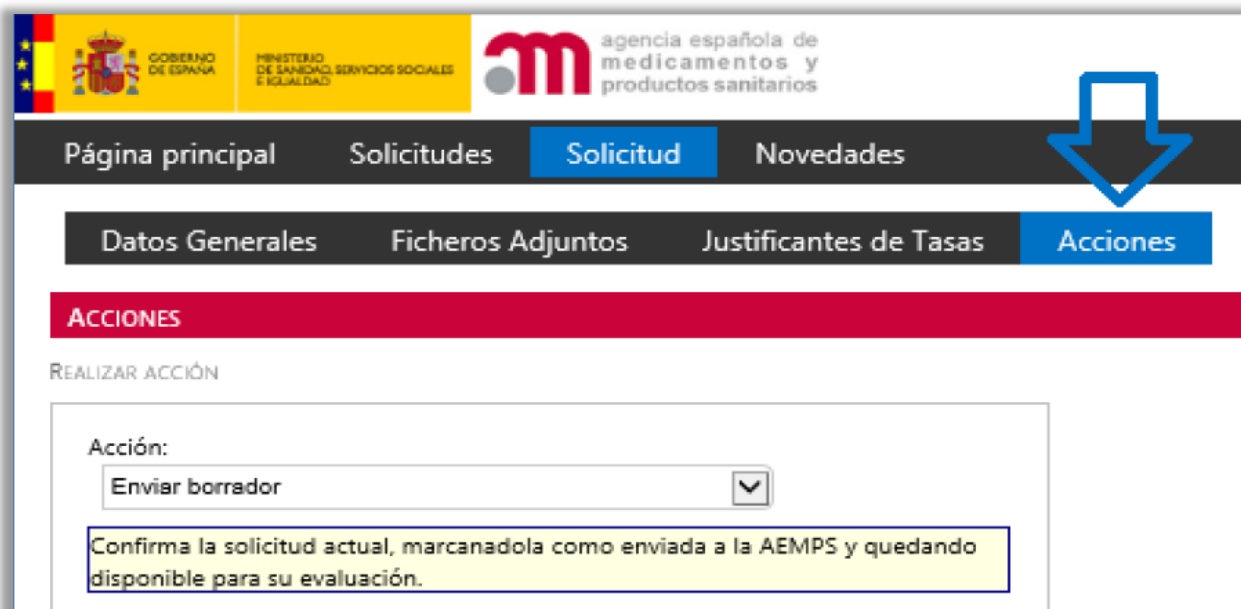 GOBIERNO
DE ESPAÑA
MINISTERIO
DE SANIDAD, SERVICIOS SOCIALES
E IGUALDAD
am
agencia española de
medicamentos y
productos sanitarios
Página principal Solicitudes Solicitud Novedades
Datos Generales Ficheros Adjuntos Justificantes de Tasas Acciones
ACCIONES
REALIZAR ACCIÓN
Acción:
Enviar borrador
Confirma la solicitud actual, marcanadola como enviada a la AEMPS y quedando
disponible para su evaluación.